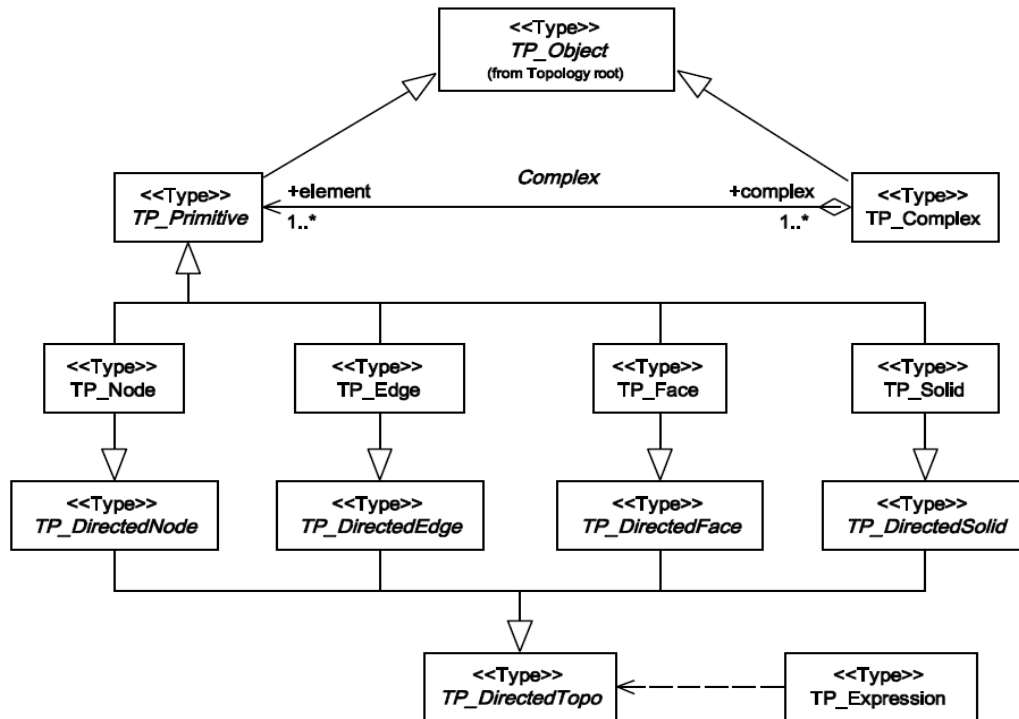 <<Type>>
TP_Object
(from Topology root)
<<Type>>
TP_Primitive
+element
1..*
Complex
+complex
1..*
<<Type>>
TP_Complex
<<Type>>
TP_Node
<<Type>>
TP_Edge
<<Type>>
TP_Face
<<Type>>
TP_Solid
<<Type>>
TP_DirectedNode
<<Type>>
TP_DirectedEdge
<<Type>>
TP_DirectedFace
<<Type>>
TP_DirectedSolid
<<Type>>
TP_DirectedTopo
<<Type>>
TP_Expression